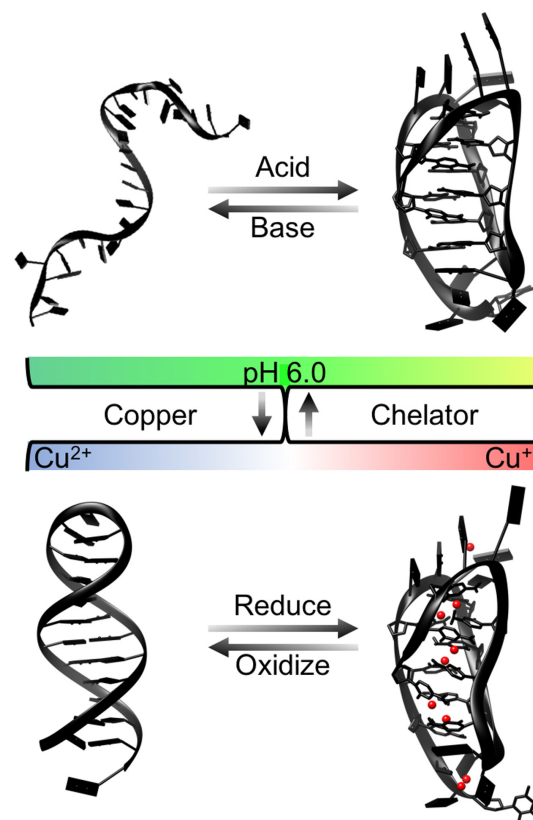 Acid
Base
pH 6.0
Copper
Chelator
Cu²⁺
Cu⁺
Reduce
Oxidize